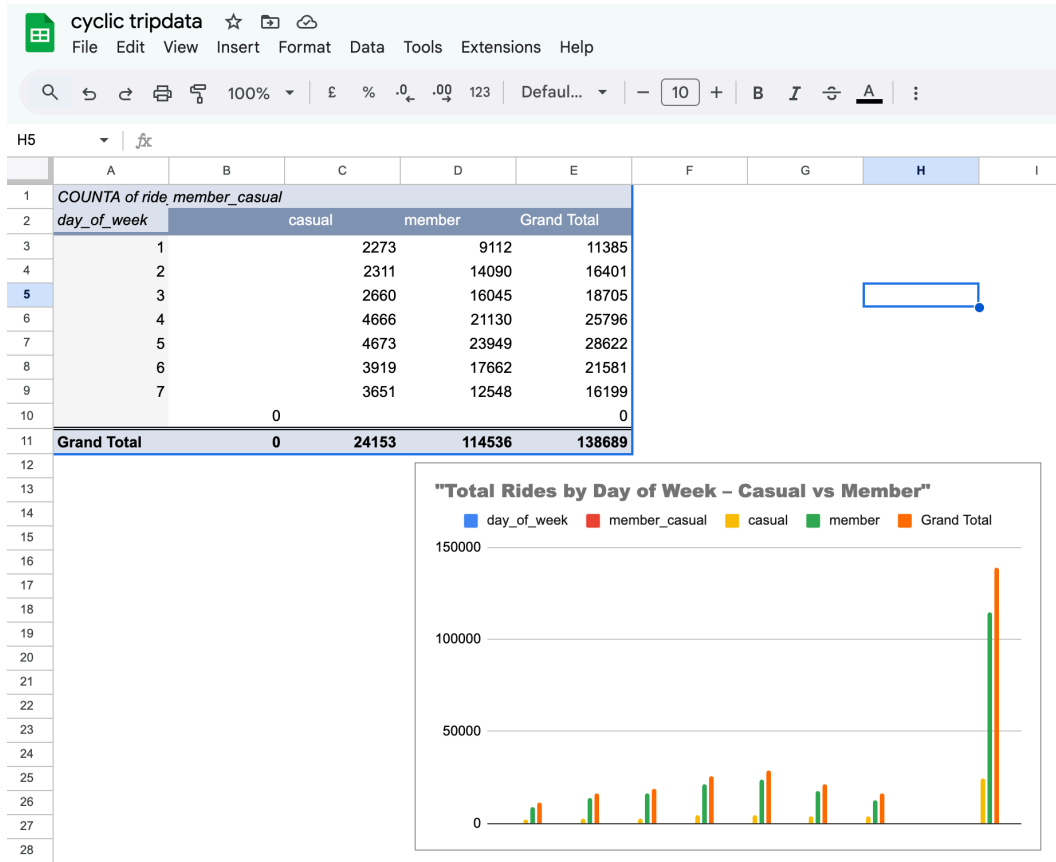 cyclic tripdata
File Edit View Insert Format Data Tools Extensions Help
100% £ % .0 .00 123 Defaul... − 10 + B I S A
H5 fx
A B C D E F G H I
1 COUNTA of ride_ member_casual
2 day_of_week casual member Grand Total
3 1 2273 9112 11385
4 2 2311 14090 16401
5 3 2660 16045 18705
6 4 4666 21130 25796
7 5 4673 23949 28622
8 6 3919 17662 21581
9 7 3651 12548 16199
10 0 0
11 Grand Total 0 24153 114536 138689
12
13
14
15
16
17
18
19
20
21
22
23
24
25
26
27
28
"Total Rides by Day of Week – Casual vs Member"
day_of_week member_casual casual member Grand Total
150000
100000
50000
0